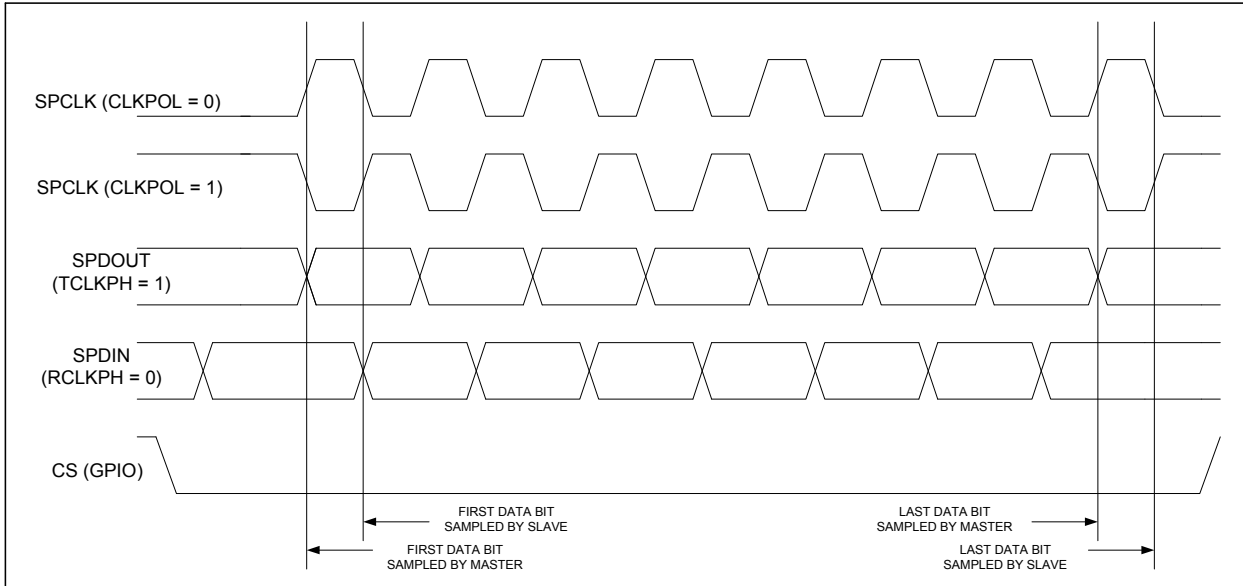 SPCLK (CLKPOL = 0)
SPCLK (CLKPOL = 1)
SPDOUT
(TCLKPH = 1)
SPDIN
(RCLKPH = 0)
CS (GPIO)
FIRST DATA BIT
SAMPLED BY SLAVE
LAST DATA BIT
SAMPLED BY MASTER
FIRST DATA BIT
SAMPLED BY MASTER
LAST DATA BIT
SAMPLED BY SLAVE